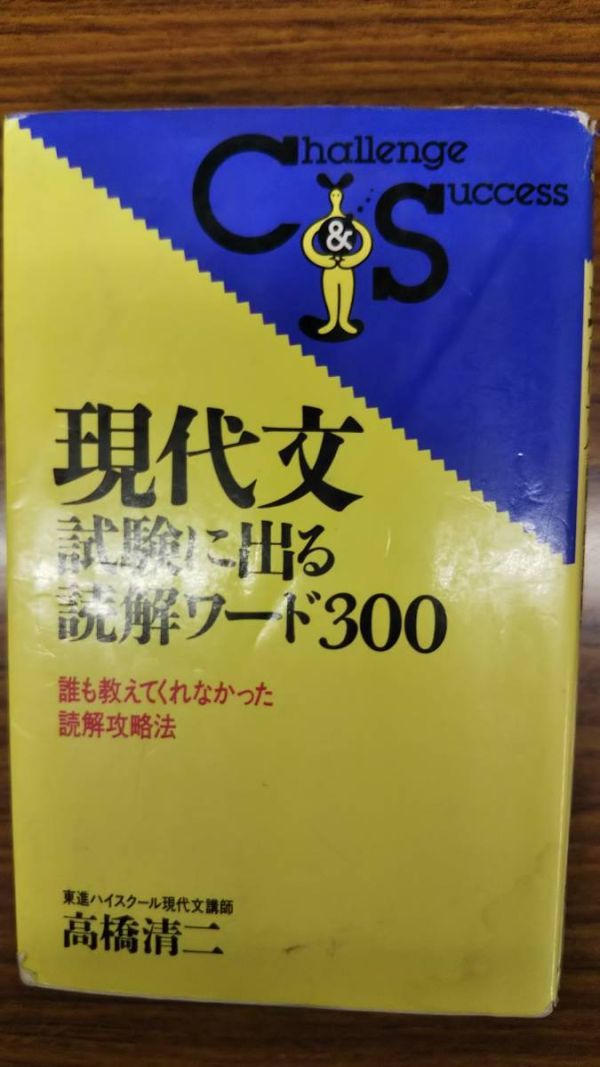 Challenge
&
Success
現代文
試験に出る
読解ワード300
誰も教えてくれなかった
読解攻略法
東進ハイスクール現代文講師
高橋清二